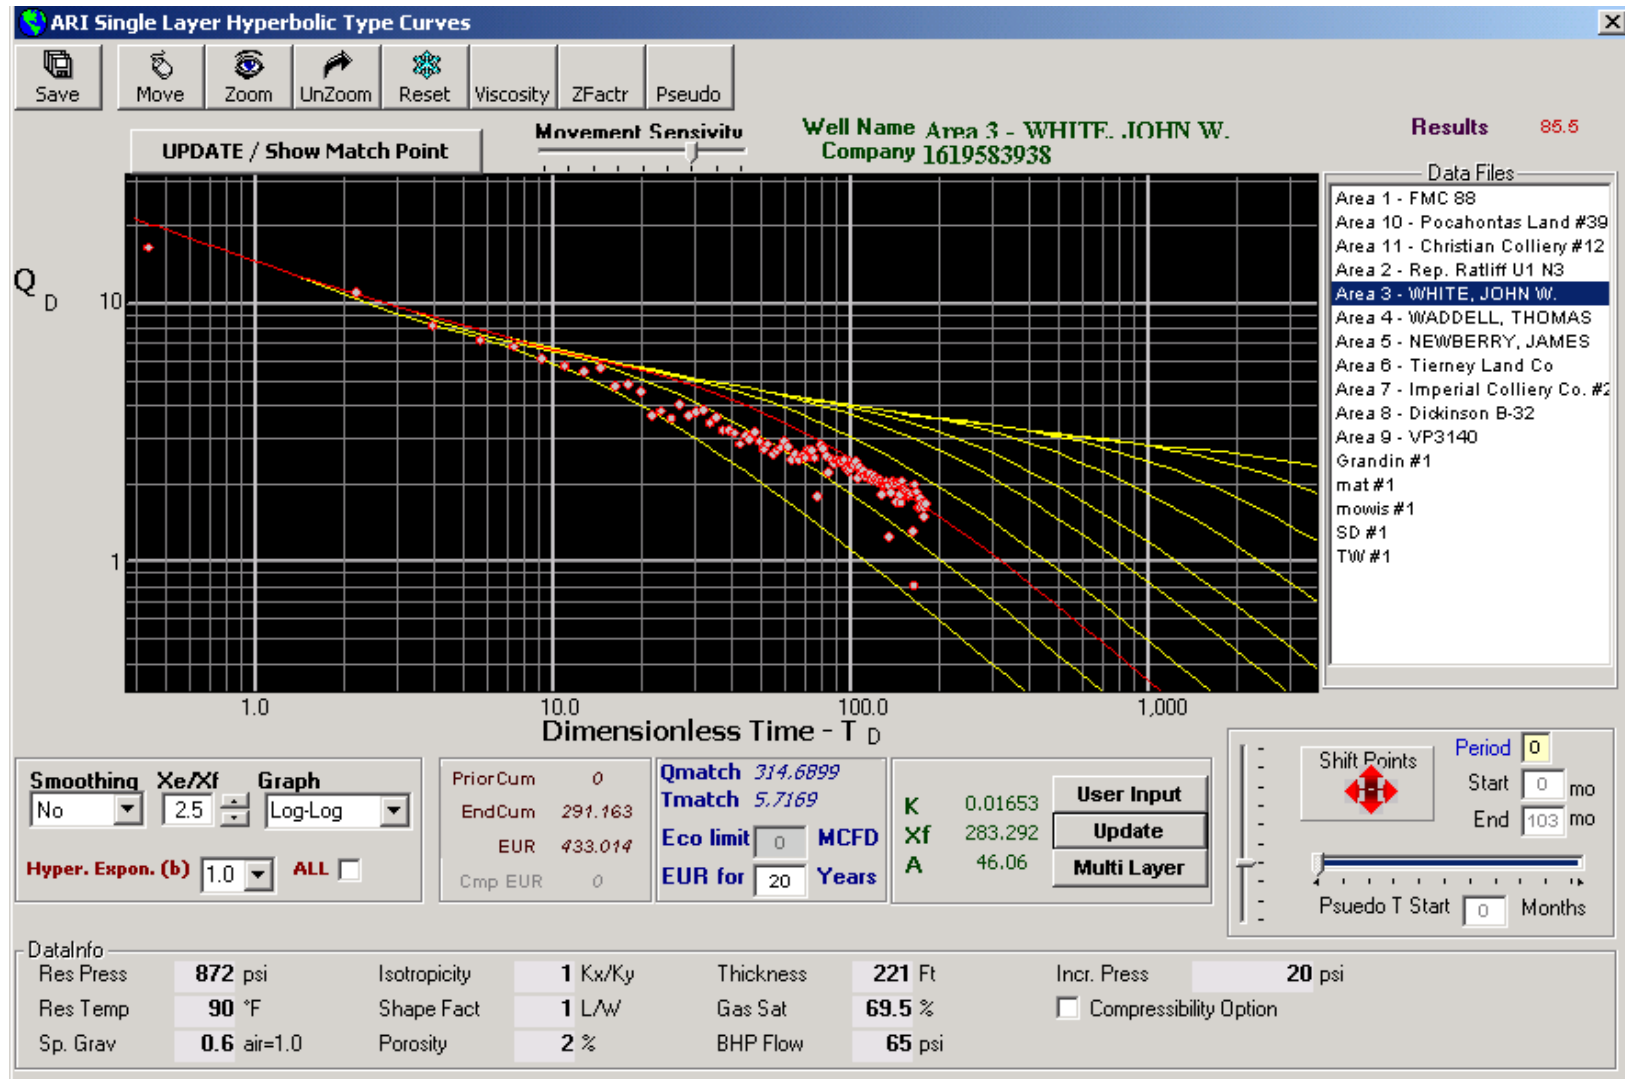 ARI Single Layer Hyperbolic Type Curves
Save Move Zoom UnZoom Reset Viscosity ZFactr Pseudo
UPDATE / Show Match Point
Movement Sensivitu
Well Name Area 3 - WHITE, JOHN W.
Company 1619583938
Results 85.5
Data Files
Area 1 - FMC 88
Area 10 - Pocahontas Land #39
Area 11 - Christian Colliery #12
Area 2 - Rep. Ratliff U1 N3
Area 3 - WHITE, JOHN W.
Area 4 - WADDELL, THOMAS
Area 5 - NEWBERRY, JAMES
Area 6 - Tierney Land Co
Area 7 - Imperial Colliery Co. #2
Area 8 - Dickinson B-32
Area 9 - VP3140
Grandin #1
mat #1
mowis #1
SD #1
TW #1
Q D
10
1
1.0 10.0 100.0 1,000
Dimensionless Time - T D
Smoothing Xe/Xf Graph
No 2.5 Log-Log
Hyper. Expon. (b) 1.0 ALL
PriorCum 0
EndCum 291.163
EUR 433.014
Cmp EUR 0
Qmatch 314.6899
Tmatch 5.7169
Eco limit 0 MCFD
EUR for 20 Years
K 0.01653
Xf 283.292
A 46.06
User Input
Update
Multi Layer
Shift Points
Period 0
Start 0 mo
End 103 mo
Psuedo T Start 0 Months
DataInfo
Res Press 872 psi Isotropicity 1 Kx/Ky Thickness 221 Ft Incr. Press 20 psi
Res Temp 90 °F Shape Fact 1 L/W Gas Sat 69.5 % Compressibility Option
Sp. Grav 0.6 air=1.0 Porosity 2 % BHP Flow 65 psi